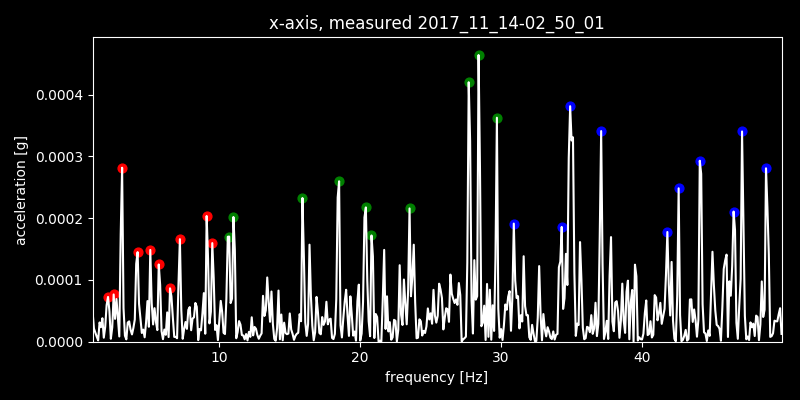 x-axis, measured 2017_11_14-02_50_01
acceleration [g]
0.0004
0.0003
0.0002
0.0001
0.0000
10 20 30 40
frequency [Hz]